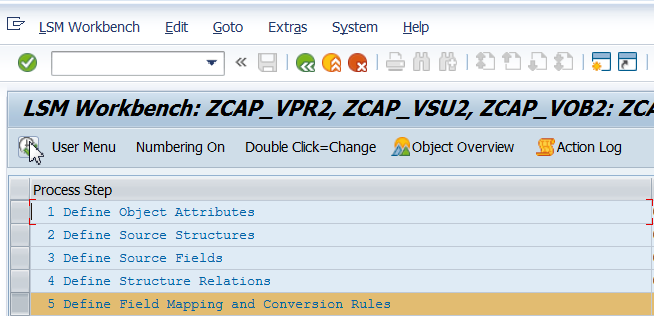 LSM Workbench Edit Goto Extras System Help
LSM Workbench: ZCAP_VPR2, ZCAP_VSU2, ZCAP_VOB2: ZCA
User Menu Numbering On Double Click=Change Object Overview Action Log
Process Step
1 Define Object Attributes
2 Define Source Structures
3 Define Source Fields
4 Define Structure Relations
5 Define Field Mapping and Conversion Rules